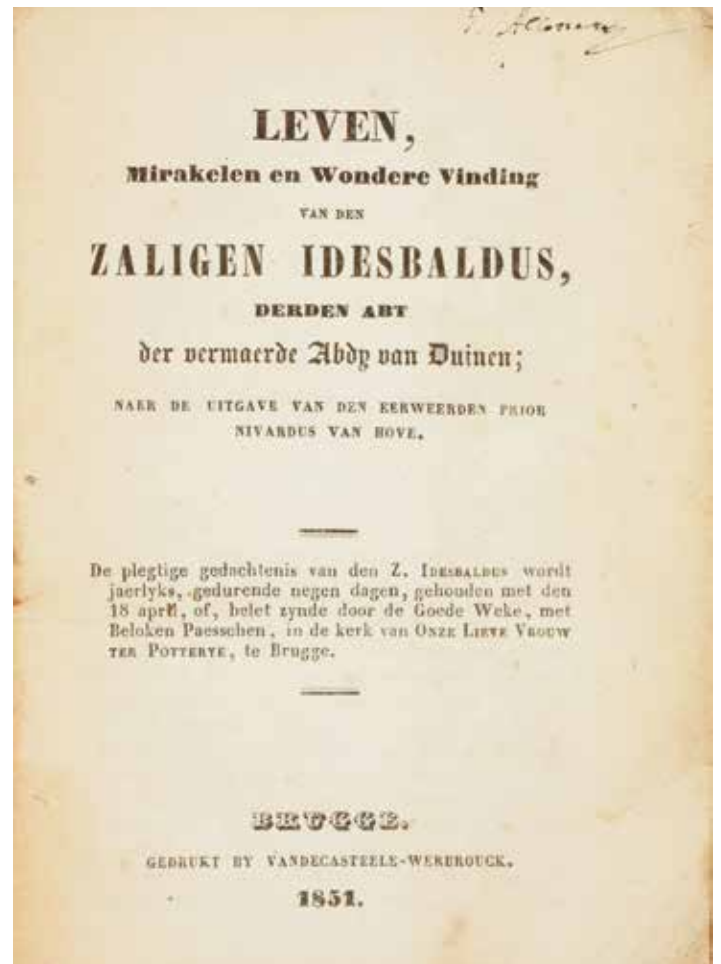 LEVEN,
Mirakelen en Wondere Vinding
VAN DEN
ZALIGEN IDESBALDUS,
DERDEN ABT
der vermaerde Abdy van Duinen;
NAER DE UITGAVE VAN DEN EERWEERDEN PRIOR
NIVARDUS VAN HOVE.
De plegtige gedachtenis van den Z. IDESBALDUS wordt
jaerlyks, gedurende negen dagen, gehouden met den
18 april, of, belet zynde door de Goede Weke, met
Beloken Paesschen, in de kerk van ONZE LIEVE VROUW
TER POTTERYE, te Brugge.
BRUGGE.
GEDRUKT BY VANDECASTEELE-WERBROUCK.
1851.